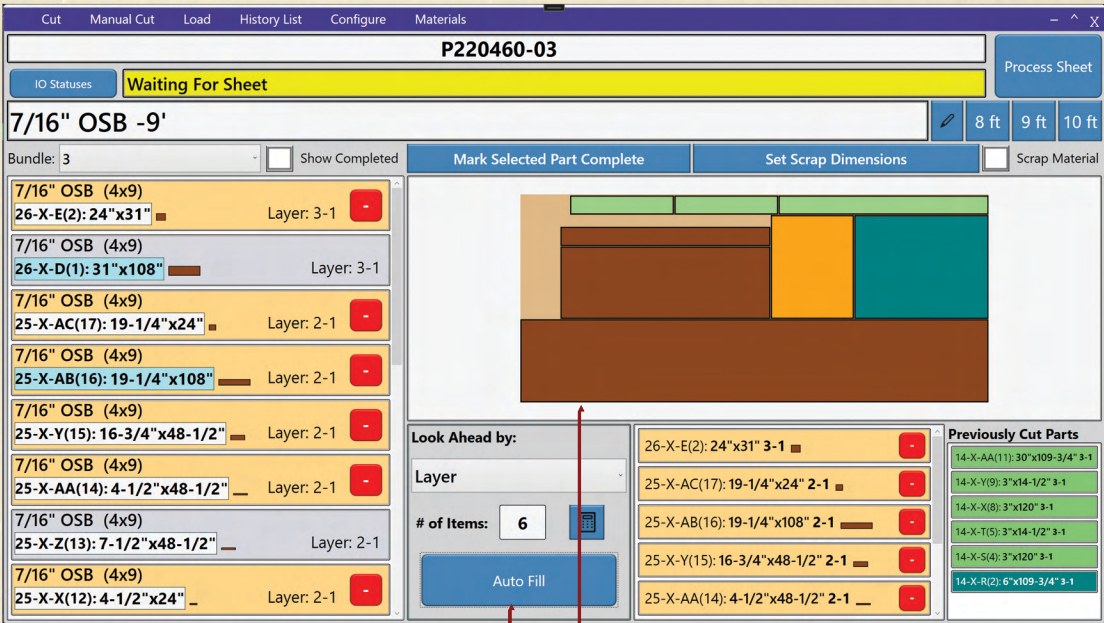 Cut Manual Cut Load History List Configure Materials – ^ X
P220460-03
Process Sheet
IO Statuses Waiting For Sheet
7/16" OSB -9' 8 ft 9 ft 10 ft
Bundle: 3 Show Completed Mark Selected Part Complete Set Scrap Dimensions Scrap Material
7/16" OSB (4x9)
26-X-E(2): 24"x31" Layer: 3-1 -
7/16" OSB (4x9)
26-X-D(1): 31"x108" Layer: 3-1
7/16" OSB (4x9)
25-X-AC(17): 19-1/4"x24" Layer: 2-1 -
7/16" OSB (4x9)
25-X-AB(16): 19-1/4"x108" Layer: 2-1 -
7/16" OSB (4x9)
25-X-Y(15): 16-3/4"x48-1/2" Layer: 2-1 -
7/16" OSB (4x9)
25-X-AA(14): 4-1/2"x48-1/2" Layer: 2-1 -
7/16" OSB (4x9)
25-X-Z(13): 7-1/2"x48-1/2" Layer: 2-1
7/16" OSB (4x9)
25-X-X(12): 4-1/2"x24" Layer: 2-1 -
Look Ahead by:
Layer
# of Items: 6
Auto Fill
26-X-E(2): 24"x31" 3-1 -
25-X-AC(17): 19-1/4"x24" 2-1 -
25-X-AB(16): 19-1/4"x108" 2-1 -
25-X-Y(15): 16-3/4"x48-1/2" 2-1 -
25-X-AA(14): 4-1/2"x48-1/2" 2-1 -
Previously Cut Parts
14-X-AA(11): 30"x109-3/4" 3-1
14-X-Y(9): 3"x14-1/2" 3-1
14-X-X(8): 3"x120" 3-1
14-X-T(5): 3"x14-1/2" 3-1
14-X-S(4): 3"x120" 3-1
14-X-R(2): 6"x109-3/4" 3-1